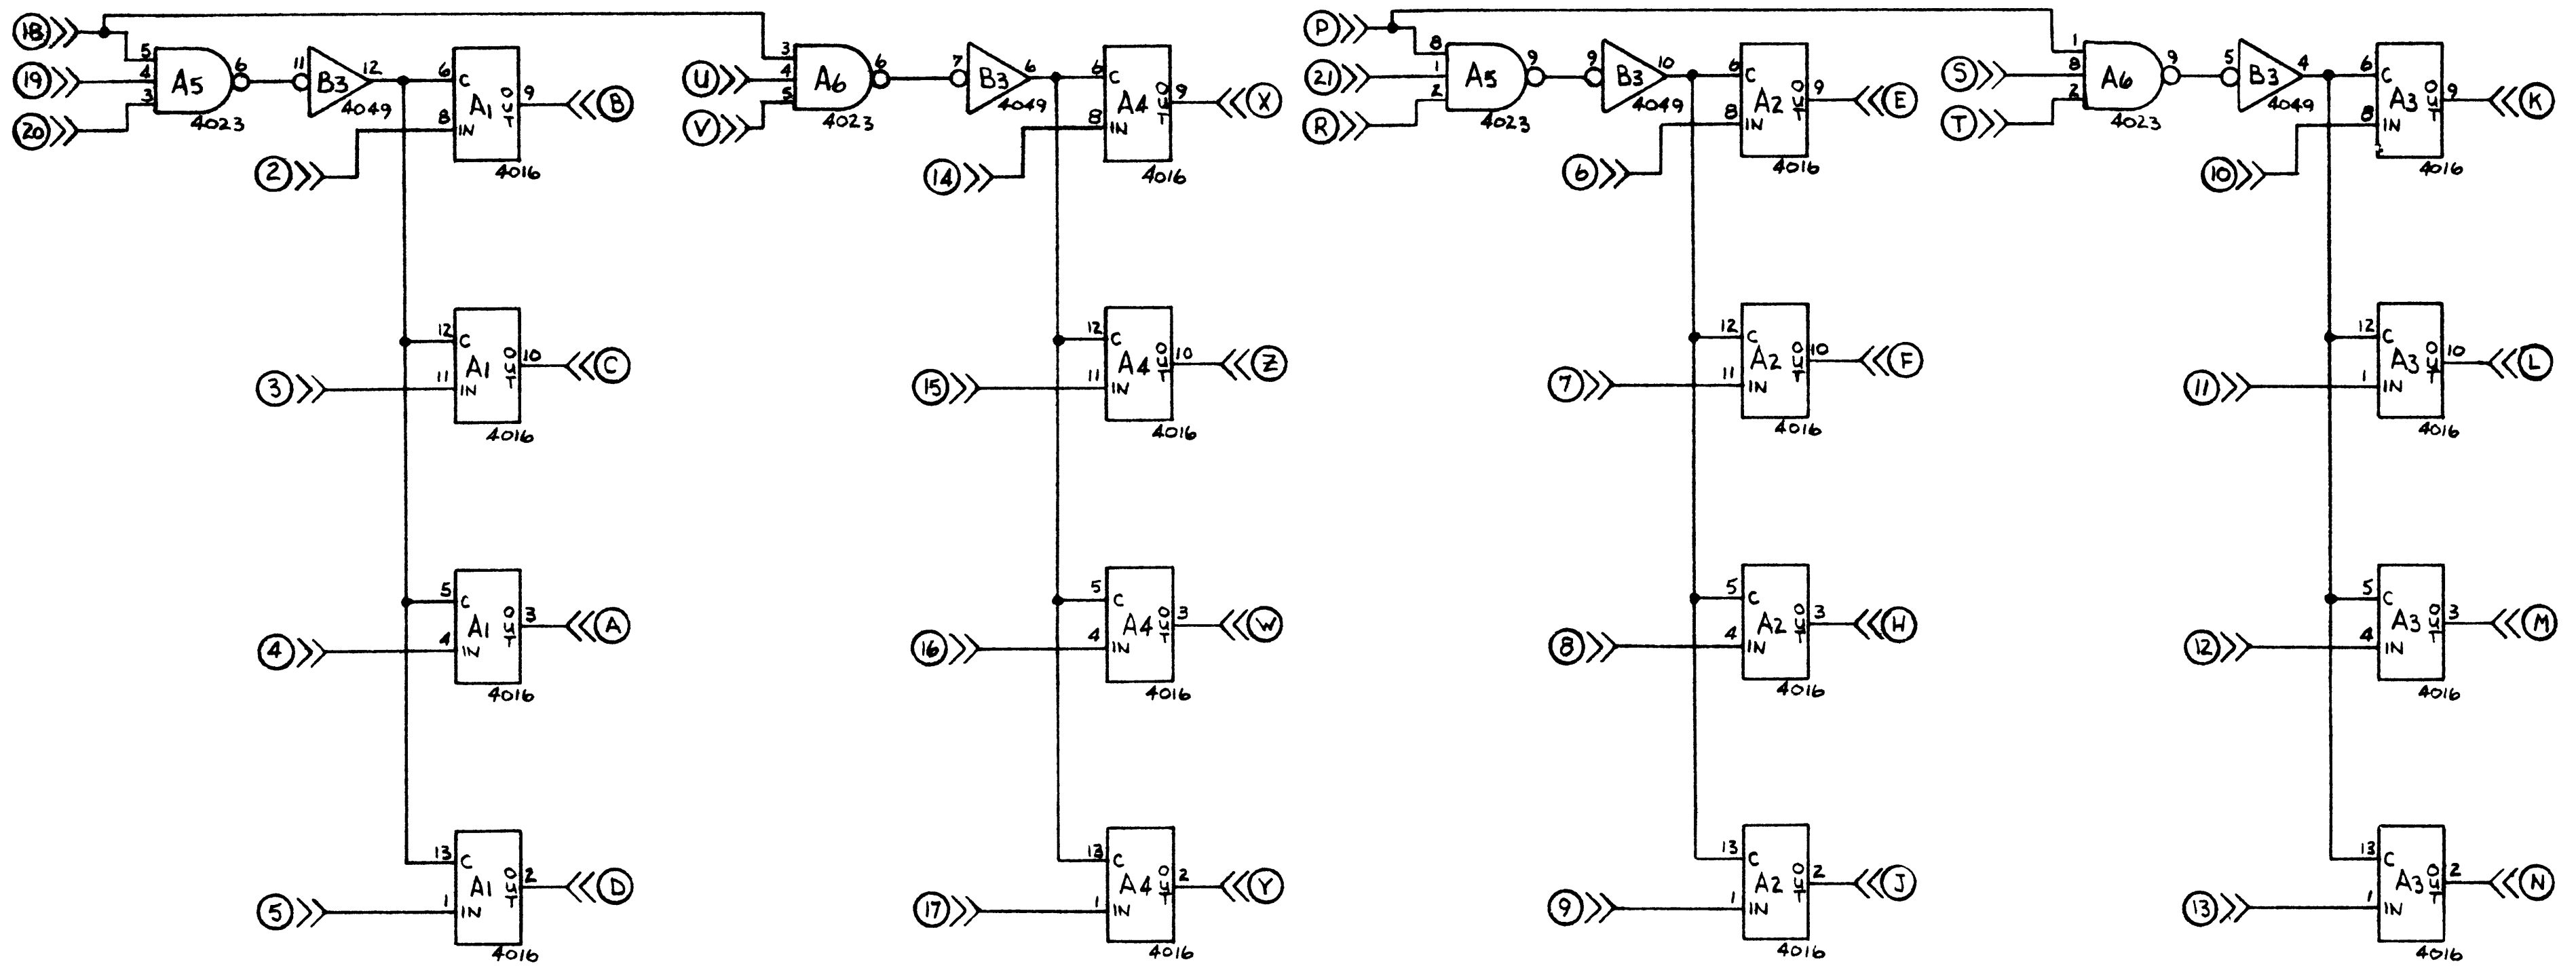 18 5 6 11 12 6 C 9 B
19 4 A5 B3 A1 OUT
20 3 4023 4049 8 IN
2 4016
3 4 5 U V A6 6 4023 7 B3 6 4049 6 C A4 OUT 9 X
14 8 IN 4016
P 8 21 1 R 2 A5 9 4023 9 B3 10 4049 6 C A2 OUT 9 E
6 8 IN 4016
1 S 8 T 2 A6 9 4023 5 B3 4 4049 6 C A3 OUT 9 K
10 8 IN 4016
12 C A1 OUT 10 C
3 11 IN 4016
12 C A4 OUT 10 Z
15 11 IN 4016
12 C A2 OUT 10 F
7 11 IN 4016
12 C A3 OUT 10 L
11 1 IN 4016
5 C A1 OUT 3 A
4 4 IN 4016
5 C A4 OUT 3 W
16 4 IN 4016
5 C A2 OUT 3 H
8 4 IN 4016
5 C A3 OUT 3 M
12 4 IN 4016
13 C A1 OUT 2 D
5 1 IN 4016
13 C A4 OUT 2 Y
17 1 IN 4016
13 C A2 OUT 2 J
9 1 IN 4016
13 C A3 OUT 2 N
13 1 IN 4016